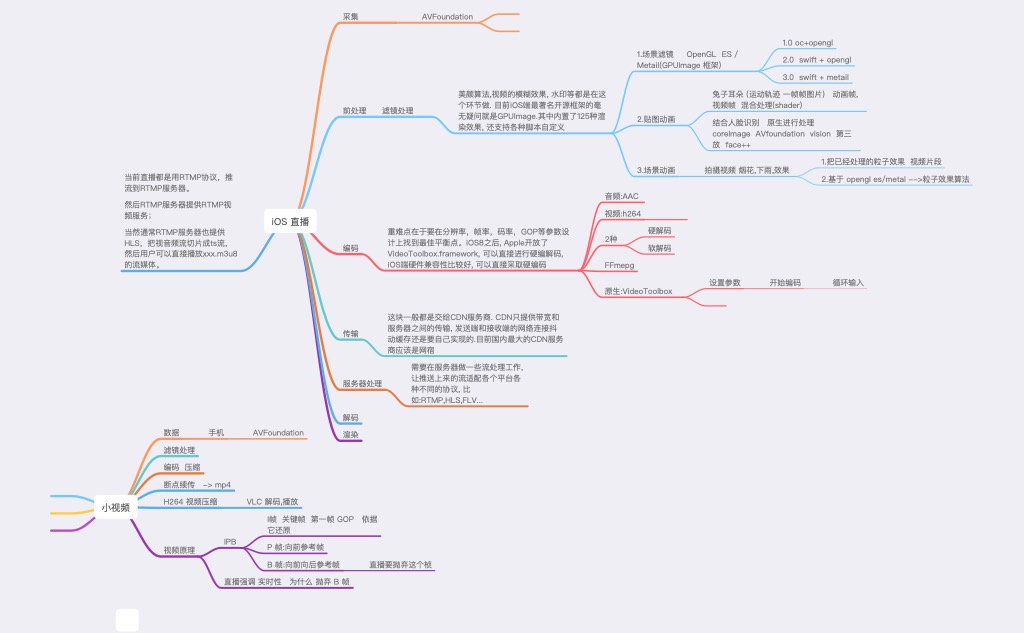 采集
AVFoundation
1.0 oc+opengl
1.场景滤镜 OpenGL ES /
Metail(GPUImage 框架)
2.0 swift + opengl
3.0 swift + metail
美颜算法,视频的模糊效果, 水印等都是在这
个环节做. 目前iOS端最著名开源框架的毫
无疑问就是GPUImage.其中内置了125种渲
染效果, 还支持各种脚本自定义
前处理 滤镜处理
兔子耳朵 (运动轨迹 一帧帧图片) 动画帧,
视频帧 混合处理(shader)
2.贴图动画
结合人脸识别 原生进行处理
coreImage AVfoundation vision 第三
放 face++
3.场景动画
拍摄视频 烟花,下雨,效果
1.把已经处理的粒子效果 视频片段
2.基于 opengl es/metal -->粒子效果算法
当前直播都是用RTMP协议，推
流到RTMP服务器。
然后RTMP服务器提供RTMP视
频服务;
当然通常RTMP服务器也提供
HLS，把视音频流切片成ts流,
然后用户可以直接播放xxx.m3u8
的流媒体。
iOS 直播
编码
重难点在于要在分辨率，帧率，码率，GOP等参数设
计上找到最佳平衡点。iOS8之后, Apple开放了
VideoToolbox.framework, 可以直接进行硬编解码,
iOS端硬件兼容性比较好, 可以直接采取硬编码
音频:AAC
视频:h264
2种
硬解码
软解码
FFmepg
原生:VideoToolbox
设置参数
开始编码
循环输入
传输
这块一般都是交给CDN服务商. CDN只提供带宽和
服务器之间的传输, 发送端和接收端的网络连接抖
动缓存还是要自己实现的.目前国内最大的CDN服务
商应该是网宿
服务器处理
需要在服务器做一些流处理工作,
让推送上来的流适配各个平台各
种不同的协议, 比
如:RTMP,HLS,FLV...
解码
渲染
小视频
数据
手机
AVFoundation
滤镜处理
编码 压缩
断点续传 -> mp4
H264 视频压缩
VLC 解码,播放
视频原理
IPB
I帧 关键帧 第一帧 GOP 依据
它还原
P 帧:向前参考帧
B 帧:向前向后参考帧
直播要抛弃这个帧
直播强调 实时性 为什么 抛弃 B 帧